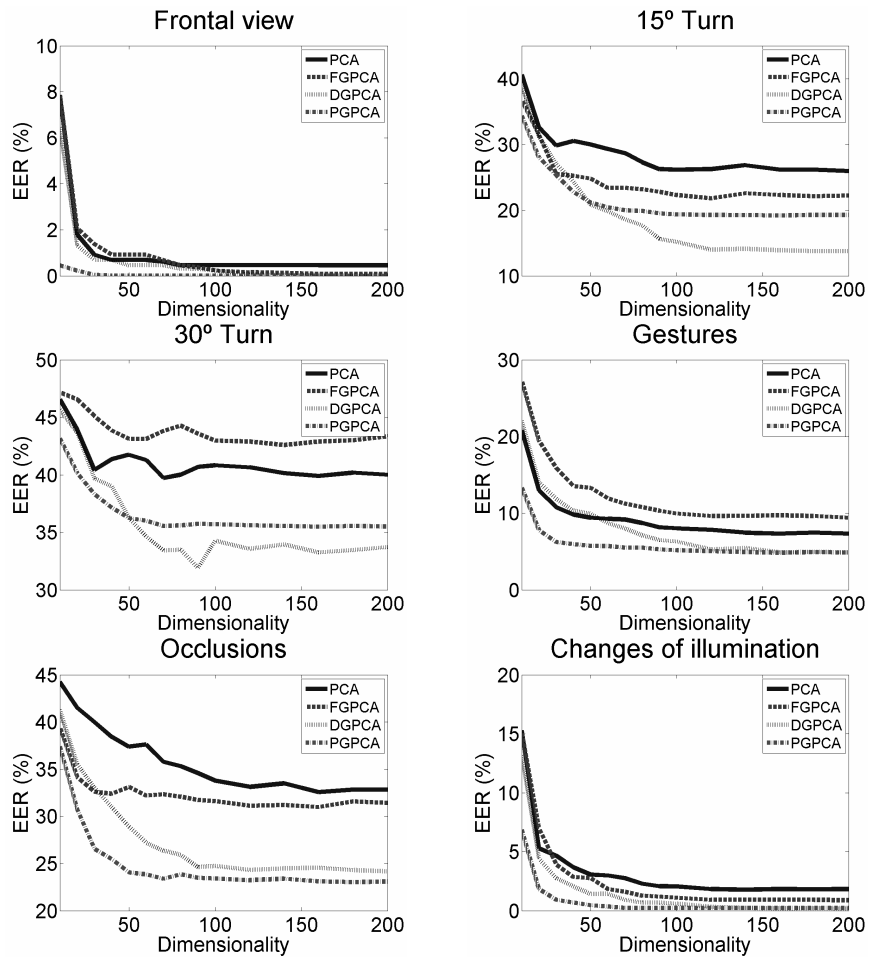 Frontal view
10
8
6
4
2
0
EER (%)
PCA
FGPCA
DGPCA
PGPCA
50
100
150
200
Dimensionality
15º Turn
40
30
20
10
EER (%)
PCA
FGPCA
DGPCA
PGPCA
50
100
150
200
Dimensionality
30º Turn
50
45
40
35
30
EER (%)
PCA
FGPCA
DGPCA
PGPCA
50
100
150
200
Dimensionality
Gestures
30
20
10
0
EER (%)
PCA
FGPCA
DGPCA
PGPCA
50
100
150
200
Dimensionality
Occlusions
45
40
35
30
25
20
EER (%)
PCA
FGPCA
DGPCA
PGPCA
50
100
150
200
Dimensionality
Changes of illumination
20
15
10
5
0
EER (%)
PCA
FGPCA
DGPCA
PGPCA
50
100
150
200
Dimensionality